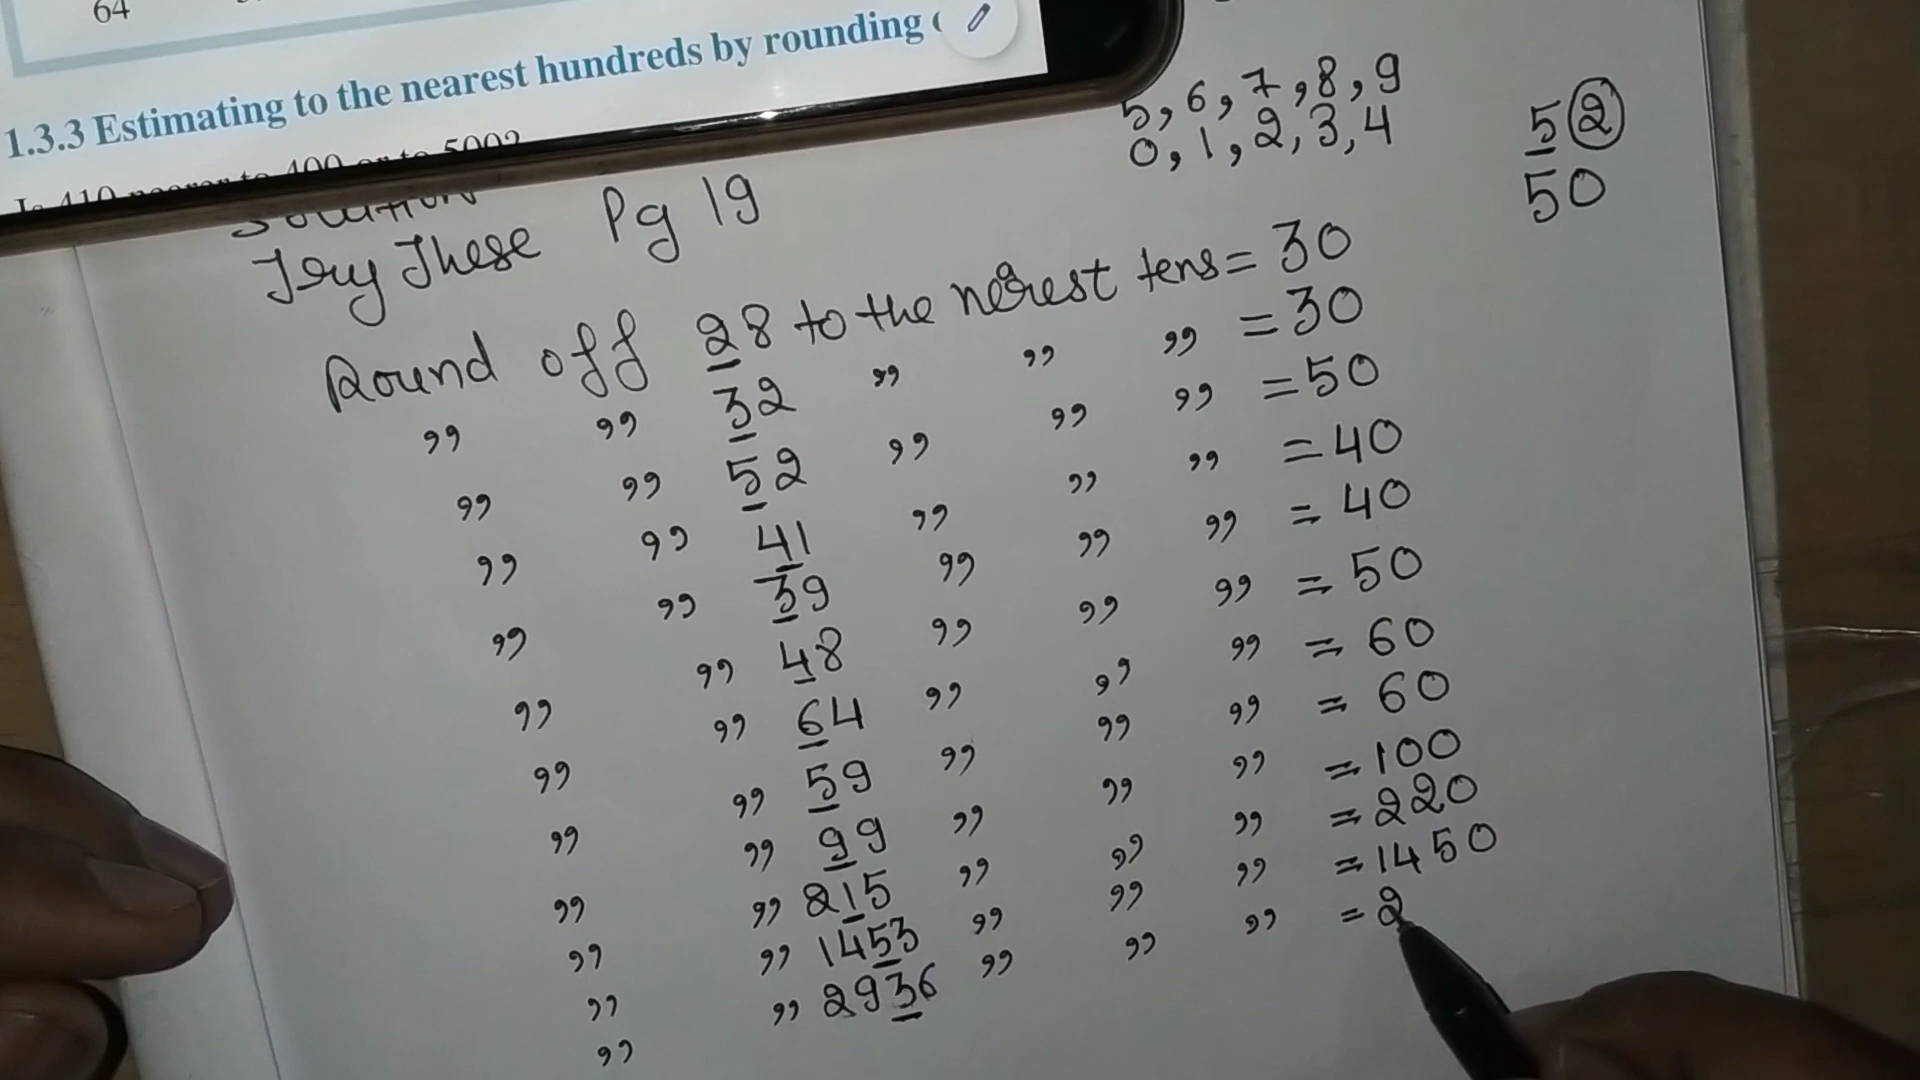 64
1.3.3 Estimating to the nearest hundreds by rounding
5, 6, 7, 8, 9
0, 1, 2, 3, 4
52
50
Solution
Try These Pg 19
Round off 28 to the nearest tens = 30
” ” 32 ” ” ” = 30
” ” 52 ” ” ” = 50
” ” 41 ” ” ” = 40
” ” 39 ” ” ” = 40
” ” 48 ” ” ” = 50
” ” 64 ” ” ” = 60
” ” 59 ” ” ” = 60
” ” 99 ” ” ” = 100
” ” 215 ” ” ” = 220
” ” 1453 ” ” ” = 1450
” ” 2936 ” ” ” = 2